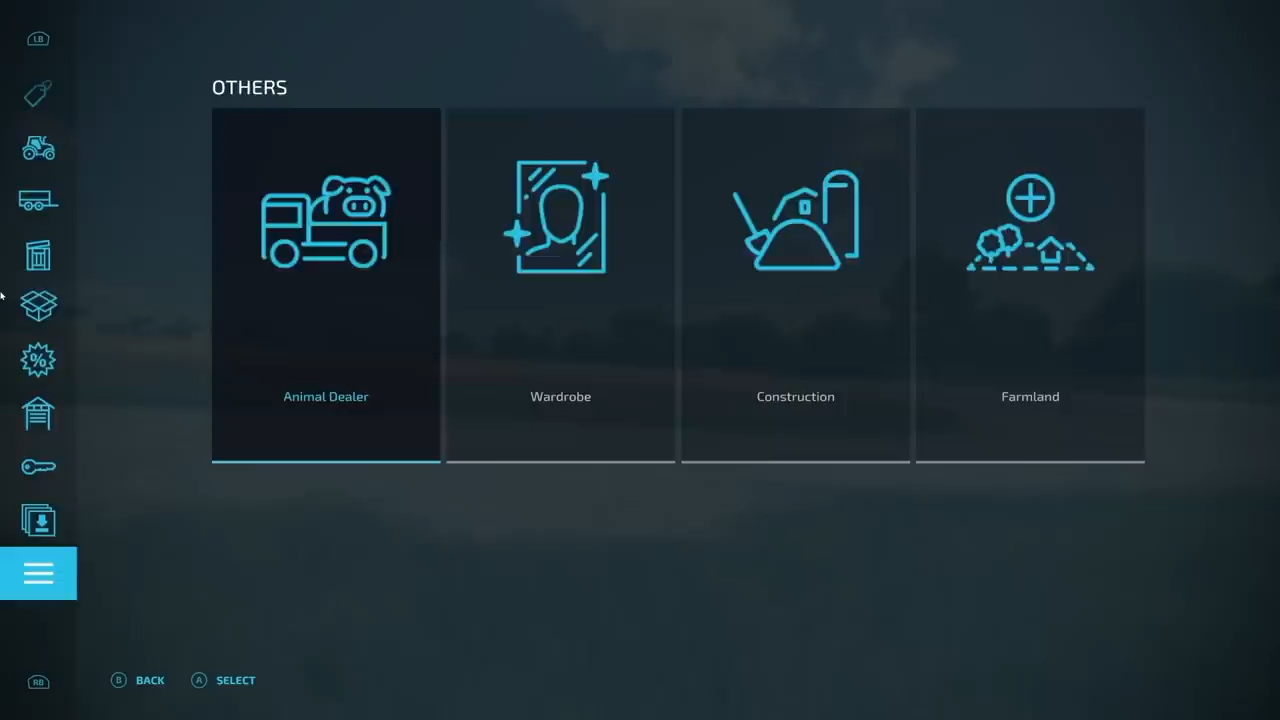 LB
OTHERS
%
Animal Dealer
Wardrobe
Construction
Farmland
B BACK A SELECT
RB